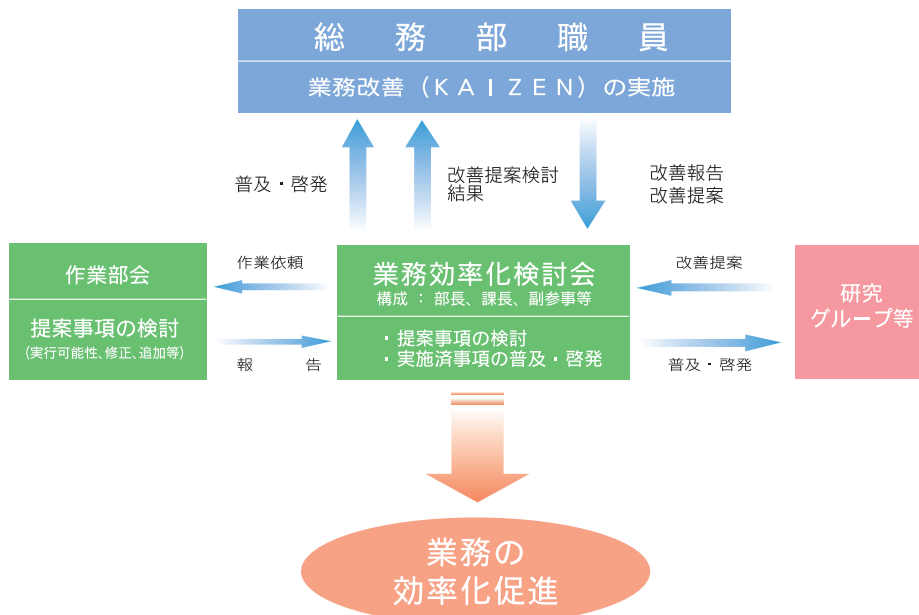 総務部職員
業務改善（KAIZEN）の実施
普及・啓発
改善提案検討
結果
改善報告
改善提案
作業部会
提案事項の検討
（実行可能性、修正、追加等）
作業依頼
報 告
業務効率化検討会
構成 ： 部長、課長、副参事等
・提案事項の検討
・実施済事項の普及・啓発
改善提案
普及・啓発
研究
グループ等
業務の
効率化促進